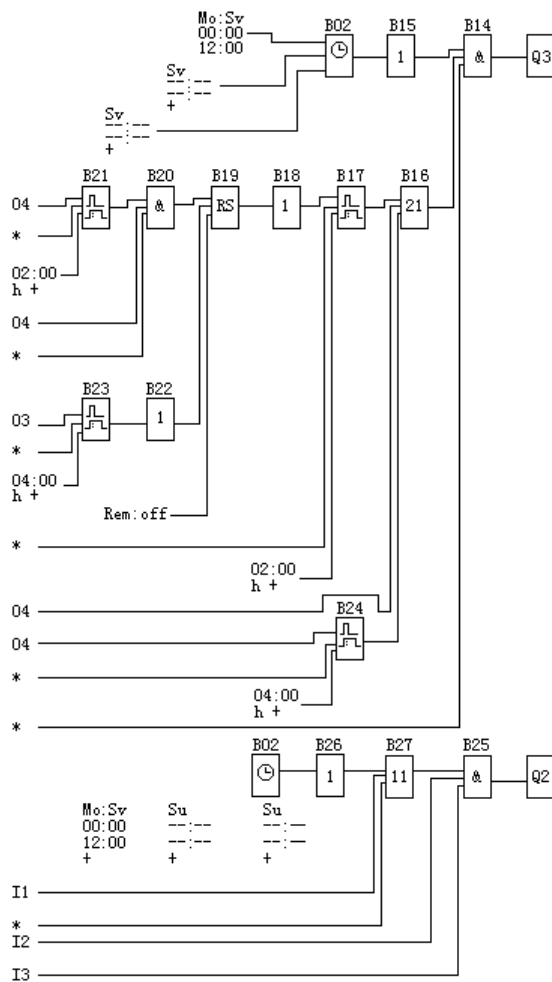 Mo:Sv
00:00
12:00
B02
B15
1
B14
&
Q3
Sv
--:--
--:--
+
Sv
--:--
--:--
+
B21
B20
B19
B18
B17
B16
&
RS
1
21
04
*
02:00
h +
04
*
B23
B22
1
03
*
04:00
h +
Rem:off
*
02:00
h +
04
B24
04
*
04:00
h +
*
B02
B26
B27
B25
1
11
&
Q2
Mo:Sv
00:00
12:00
+
Su
--:--
--:--
+
Su
--:--
--:--
+
I1
*
I2
I3